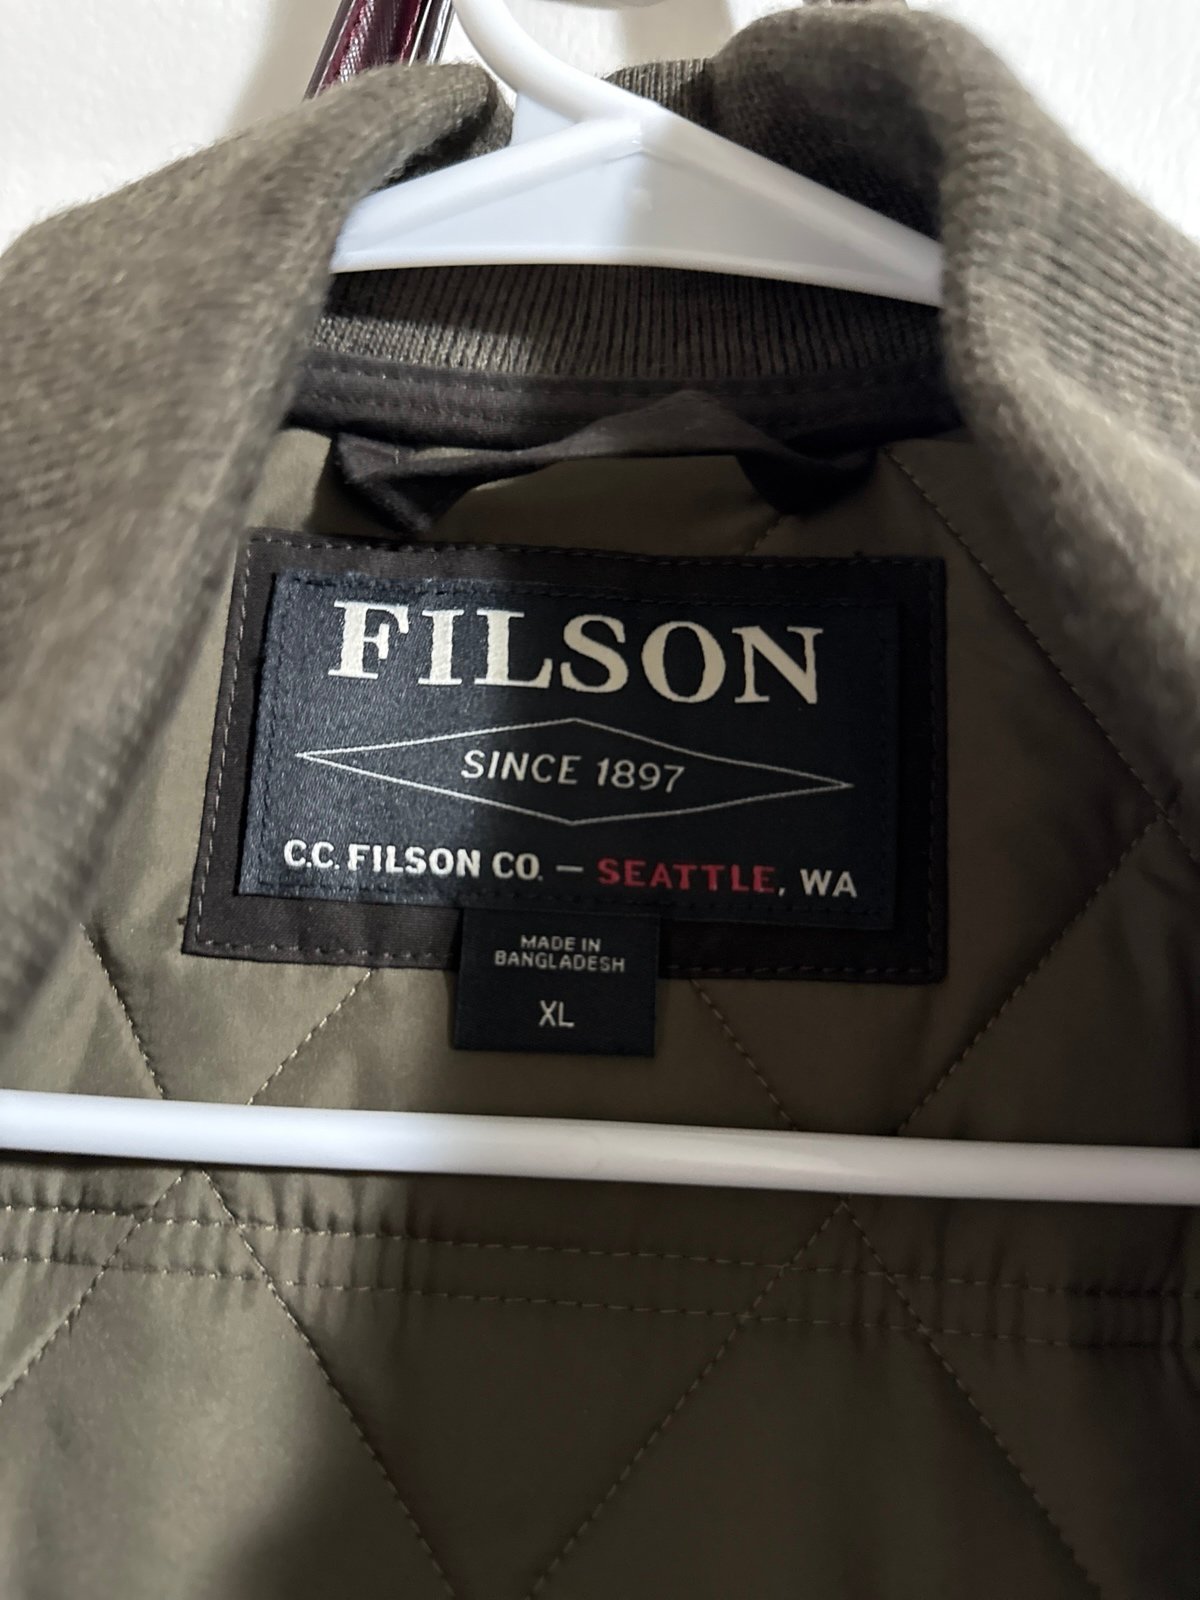 FILSON
SINCE 1897
C.C. FILSON CO. — SEATTLE, WA
MADE IN
BANGLADESH
XL